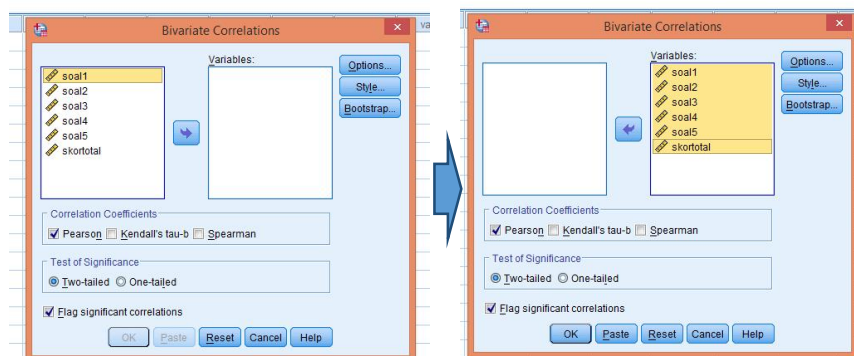 va
Bivariate Correlations
Variables:
soal1
soal2
soal3
soal4
soal5
skortotal
Options...
Style...
Bootstrap...
Correlation Coefficients
Pearson Kendall's tau-b Spearman
Test of Significance
Two-tailed One-tailed
Flag significant correlations
OK Paste Reset Cancel Help
Bivariate Correlations
Variables:
soal1
soal2
soal3
soal4
soal5
skortotal
Options...
Style...
Bootstrap...
Correlation Coefficients
Pearson Kendall's tau-b Spearman
Test of Significance
Two-tailed One-tailed
Flag significant correlations
OK Paste Reset Cancel Help